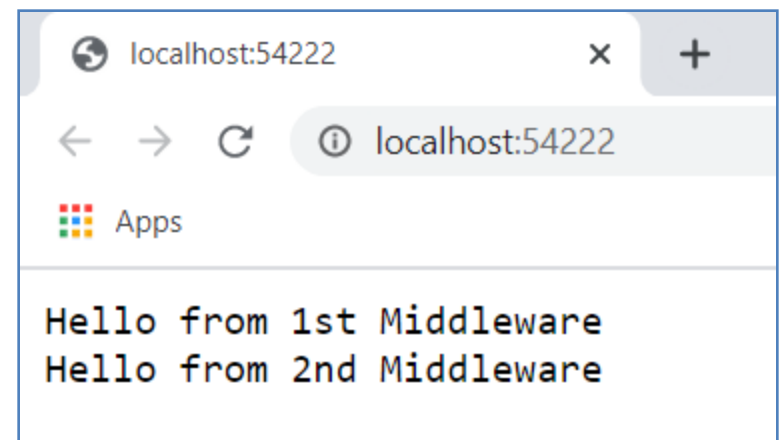 localhost:54222
localhost:54222
Apps
Hello from 1st Middleware
Hello from 2nd Middleware